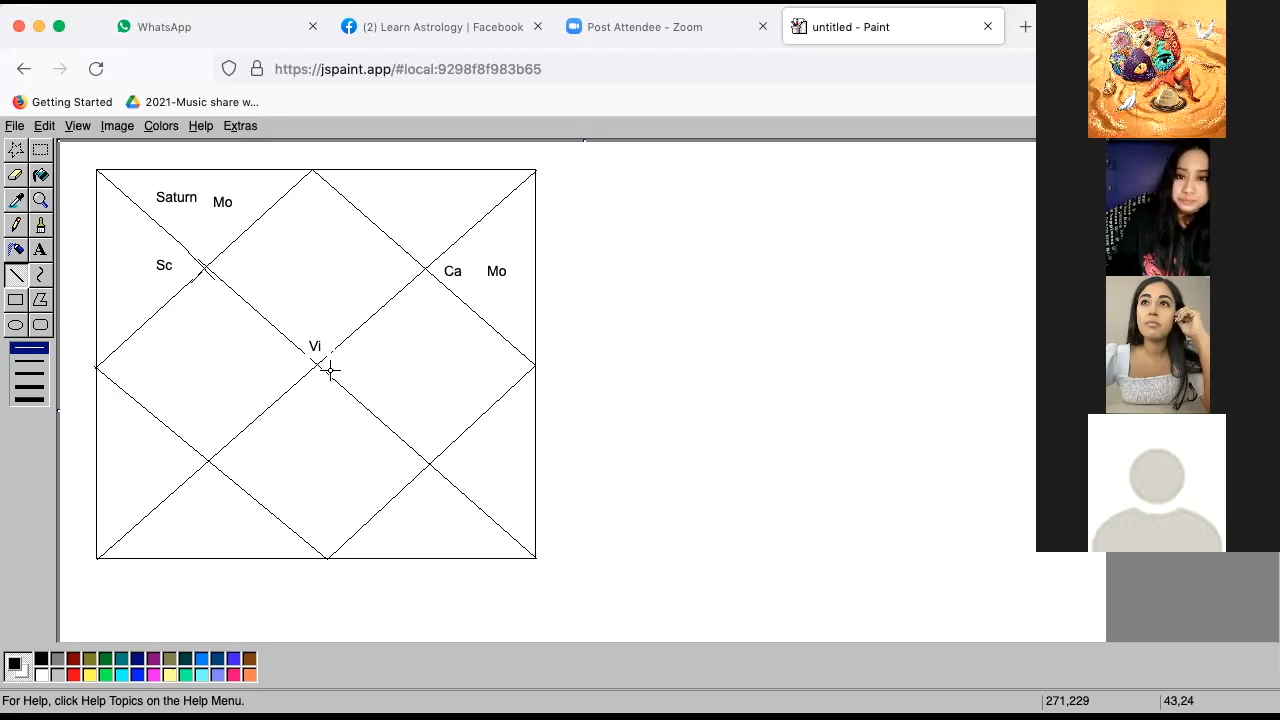 WhatsApp
(2) Learn Astrology | Facebook
Post Attendee - Zoom
untitled - Paint
https://jspaint.app/#local:9298f8f983b65
Getting Started
2021-Music share w...
File Edit View Image Colors Help Extras
Saturn Mo
Sc
Ca Mo
Vi
For Help, click Help Topics on the Help Menu.
271,229
43,24